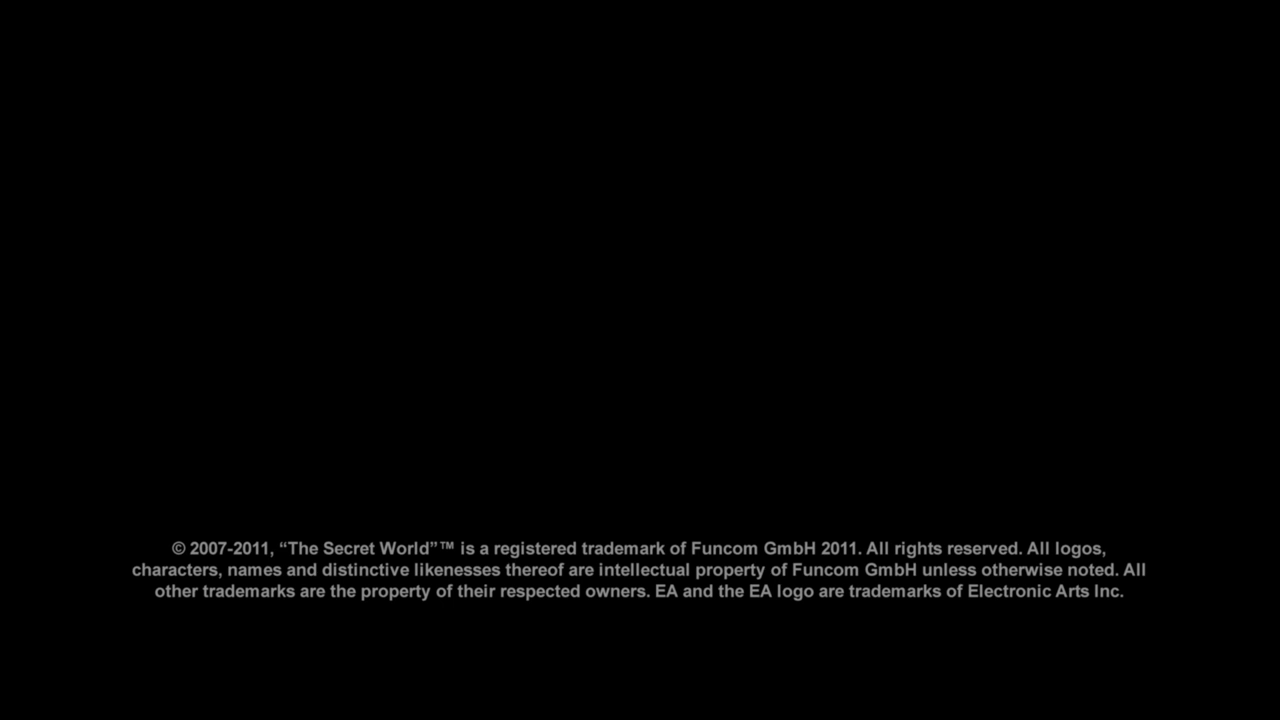 © 2007-2011, “The Secret World”™ is a registered trademark of Funcom GmbH 2011. All rights reserved. All logos,
characters, names and distinctive likenesses thereof are intellectual property of Funcom GmbH unless otherwise noted. All
other trademarks are the property of their respected owners. EA and the EA logo are trademarks of Electronic Arts Inc.